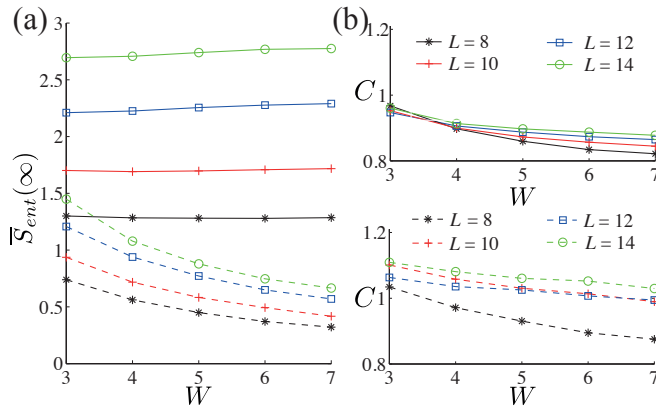 (a)
3
2.5
2
1.5
1
0.5
0
S̅ent(∞)
3 4 5 6 7
W
(b)
1.2
1
0.8
C
L = 8
L = 12
L = 10
L = 14
3 4 5 6 7
W
1.2
1
0.8
C
L = 8
L = 12
L = 10
L = 14
3 4 5 6 7
W